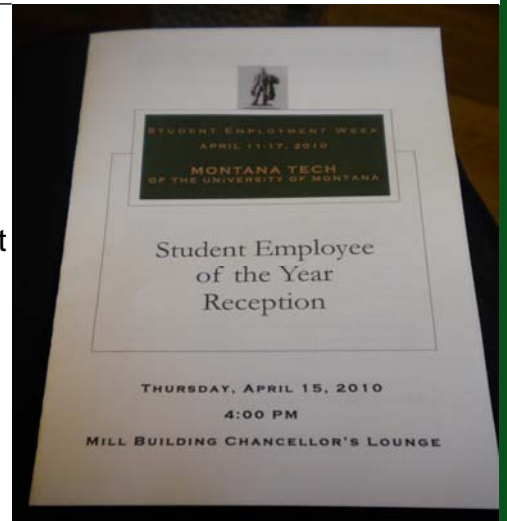 STUDENT EMPLOYMENT WEEK
APRIL 11-17, 2010
MONTANA TECH
OF THE UNIVERSITY OF MONTANA
Student Employee
of the Year
Reception
THURSDAY, APRIL 15, 2010
4:00 PM
MILL BUILDING CHANCELLOR'S LOUNGE
t